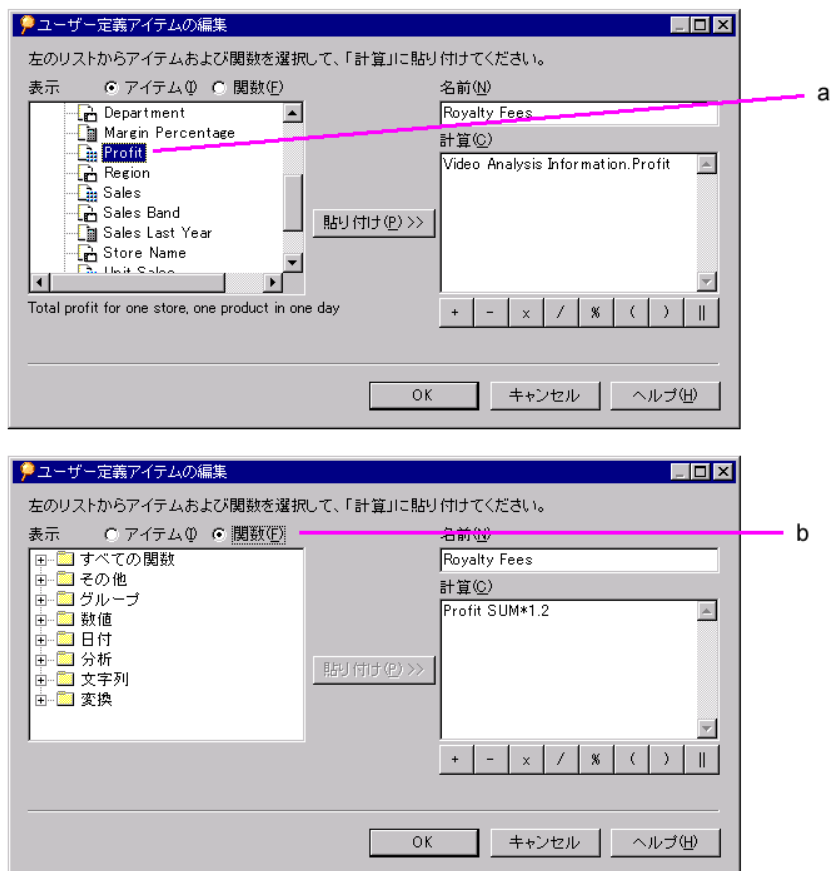 ユーザー定義アイテムの編集
左のリストからアイテムおよび関数を選択して、「計算」に貼り付けてください。
表示 アイテム(I) 関数(F)
名前(N)
a
Department
Margin Percentage
Profit
Region
Sales
Sales Band
Sales Last Year
Store Name
Unit Sales
Royalty Fees
計算(C)
Video Analysis Information.Profit
貼り付け(P) >>
Total profit for one store, one product in one day
+ - x / % ( ) ||
OK キャンセル ヘルプ(H)
ユーザー定義アイテムの編集
左のリストからアイテムおよび関数を選択して、「計算」に貼り付けてください。
表示 アイテム(I) 関数(F)
名前(N)
b
すべての関数
その他
グループ
数値
日付
分析
文字列
変換
Royalty Fees
計算(C)
Profit SUM*1.2
貼り付け(P) >>
+ - x / % ( ) ||
OK キャンセル ヘルプ(H)